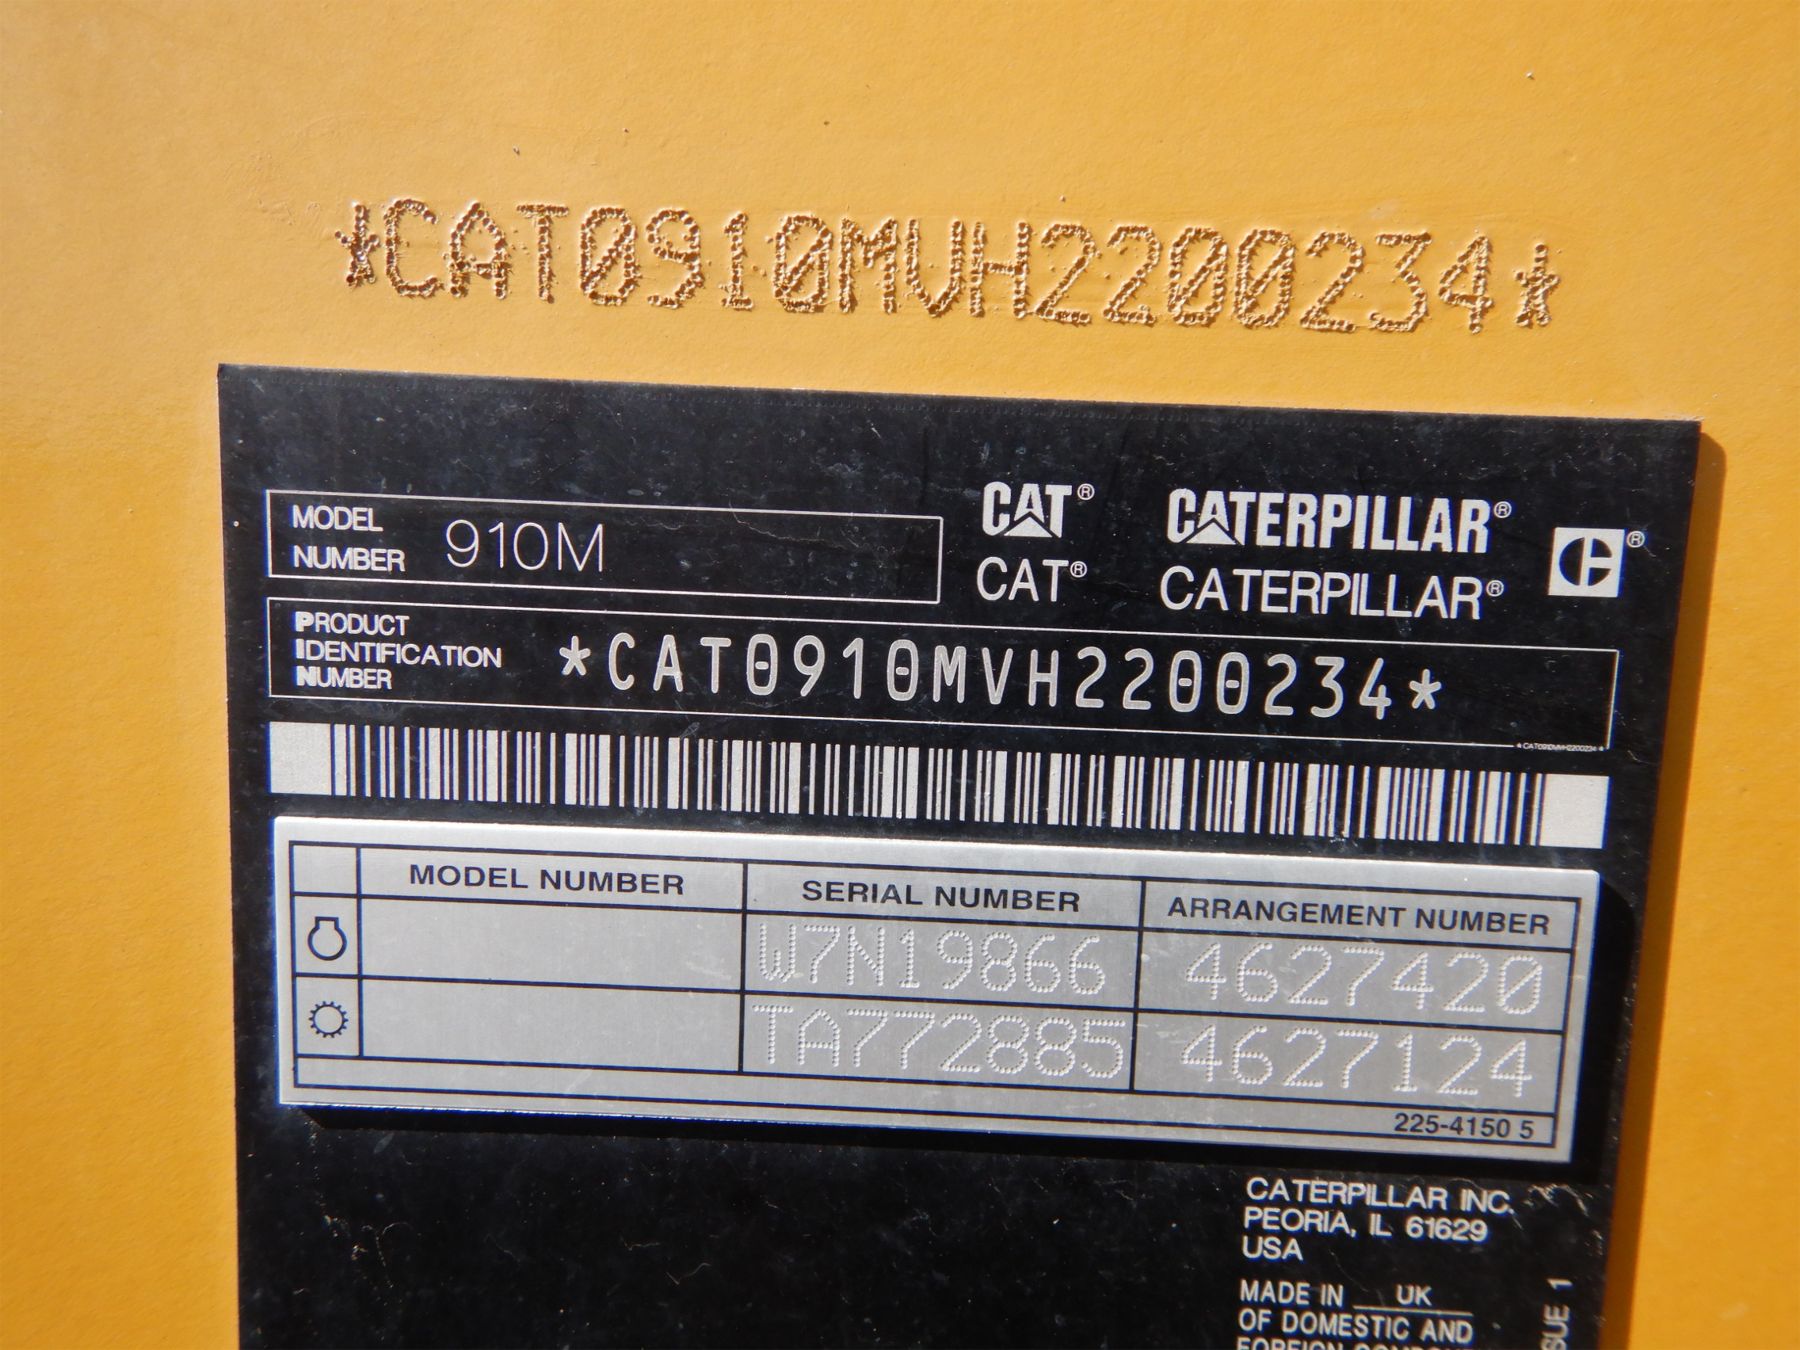 *CAT0910MVH2200234*
CAT® CATERPILLAR®
MODEL NUMBER 910M
CAT® CATERPILLAR® ®
PRODUCT IDENTIFICATION NUMBER *CAT0910MVH2200234*
*CAT0910MVH2200234*
MODEL NUMBER SERIAL NUMBER ARRANGEMENT NUMBER
W7N19866 4627420
TA772885 4627124
225-4150 5
CATERPILLAR INC.
PEORIA, IL 61629
USA
MADE IN UK
OF DOMESTIC AND